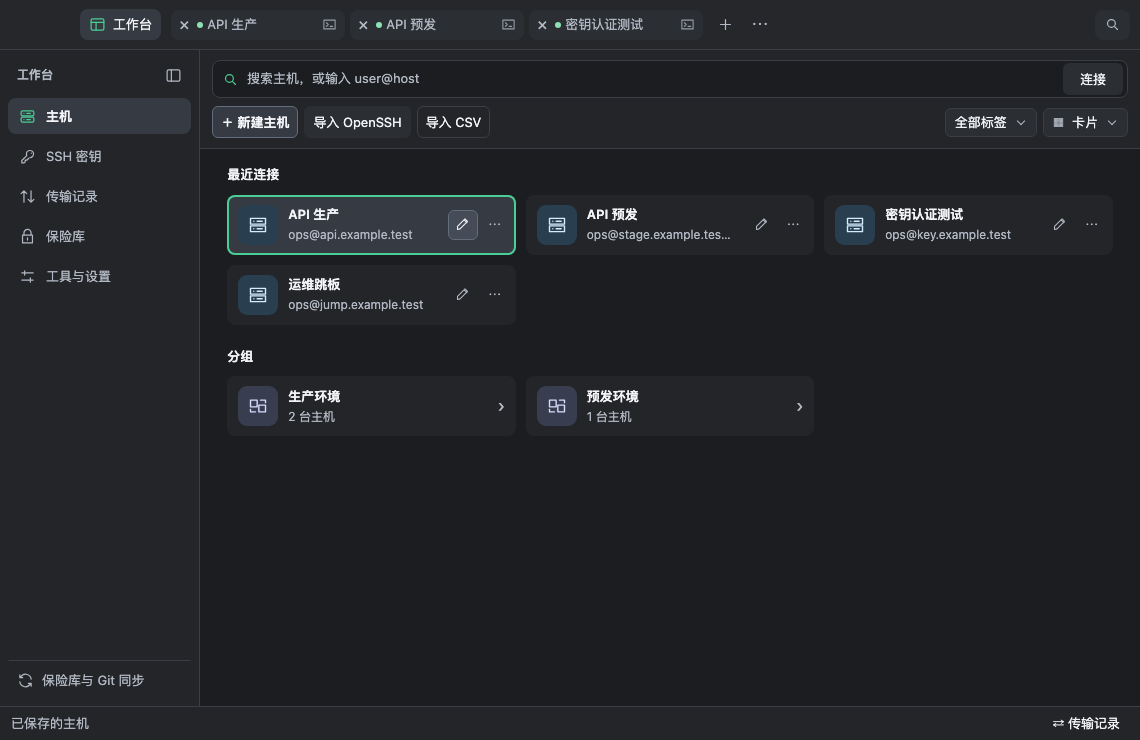 工作台
API 生产
API 预发
密钥认证测试
工作台
主机
SSH 密钥
传输记录
保险库
工具与设置
保险库与 Git 同步
搜索主机，或输入 user@host
连接
+ 新建主机
导入 OpenSSH
导入 CSV
全部标签
卡片
最近连接
API 生产
ops@api.example.test
API 预发
ops@stage.example.tes...
密钥认证测试
ops@key.example.test
运维跳板
ops@jump.example.test
分组
生产环境
2 台主机
预发环境
1 台主机
已保存的主机
传输记录